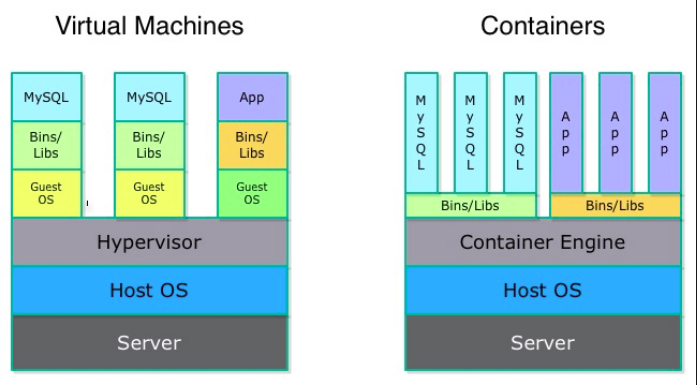 Virtual Machines
MySQL
MySQL
App
Bins/
Libs
Bins/
Libs
Bins/
Libs
Guest
OS
Guest
OS
Guest
OS
Hypervisor
Host OS
Server
Containers
MySQL
MySQL
MySQL
App
App
App
Bins/Libs
Bins/Libs
Container Engine
Host OS
Server